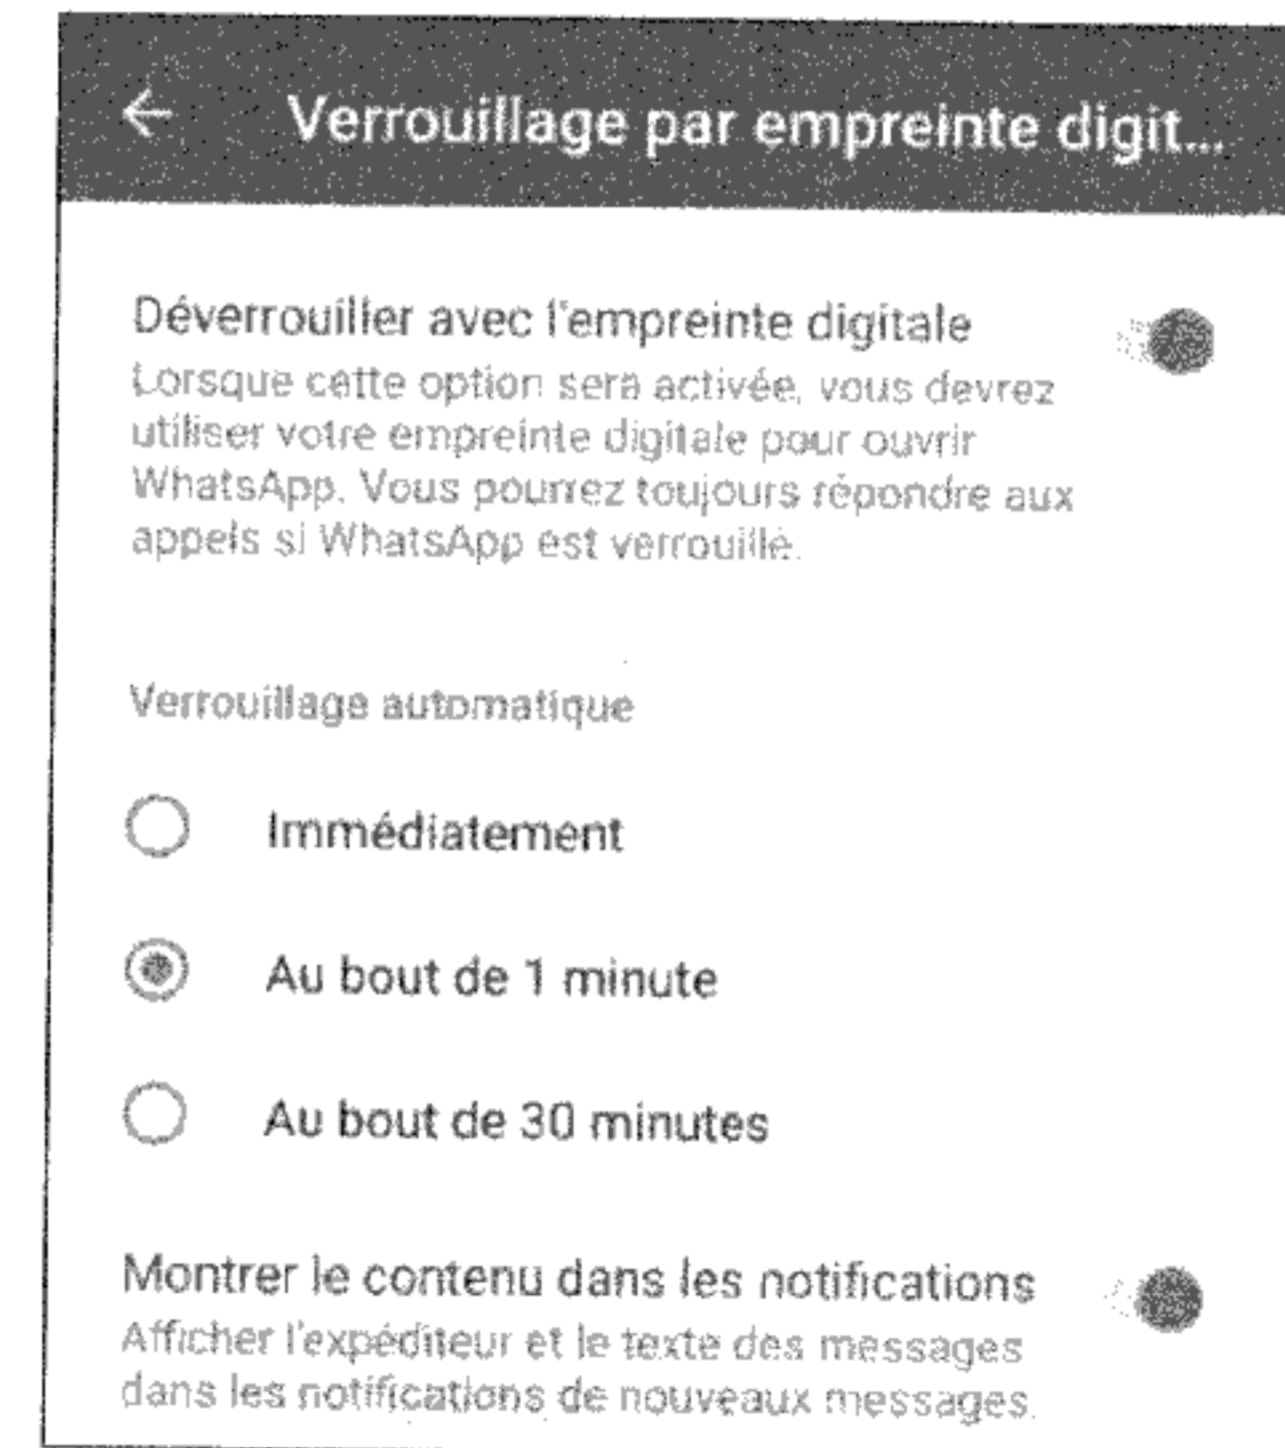 Verrouillage par empreinte digit...
Déverrouiller avec l'empreinte digitale
Lorsque cette option sera activée, vous devrez
utiliser votre empreinte digitale pour ouvrir
WhatsApp. Vous pourrez toujours répondre aux
appels si WhatsApp est verrouillé.
Verrouillage automatique
Immédiatement
Au bout de 1 minute
Au bout de 30 minutes
Montrer le contenu dans les notifications
Afficher l'expéditeur et le texte des messages
dans les notifications de nouveaux messages.